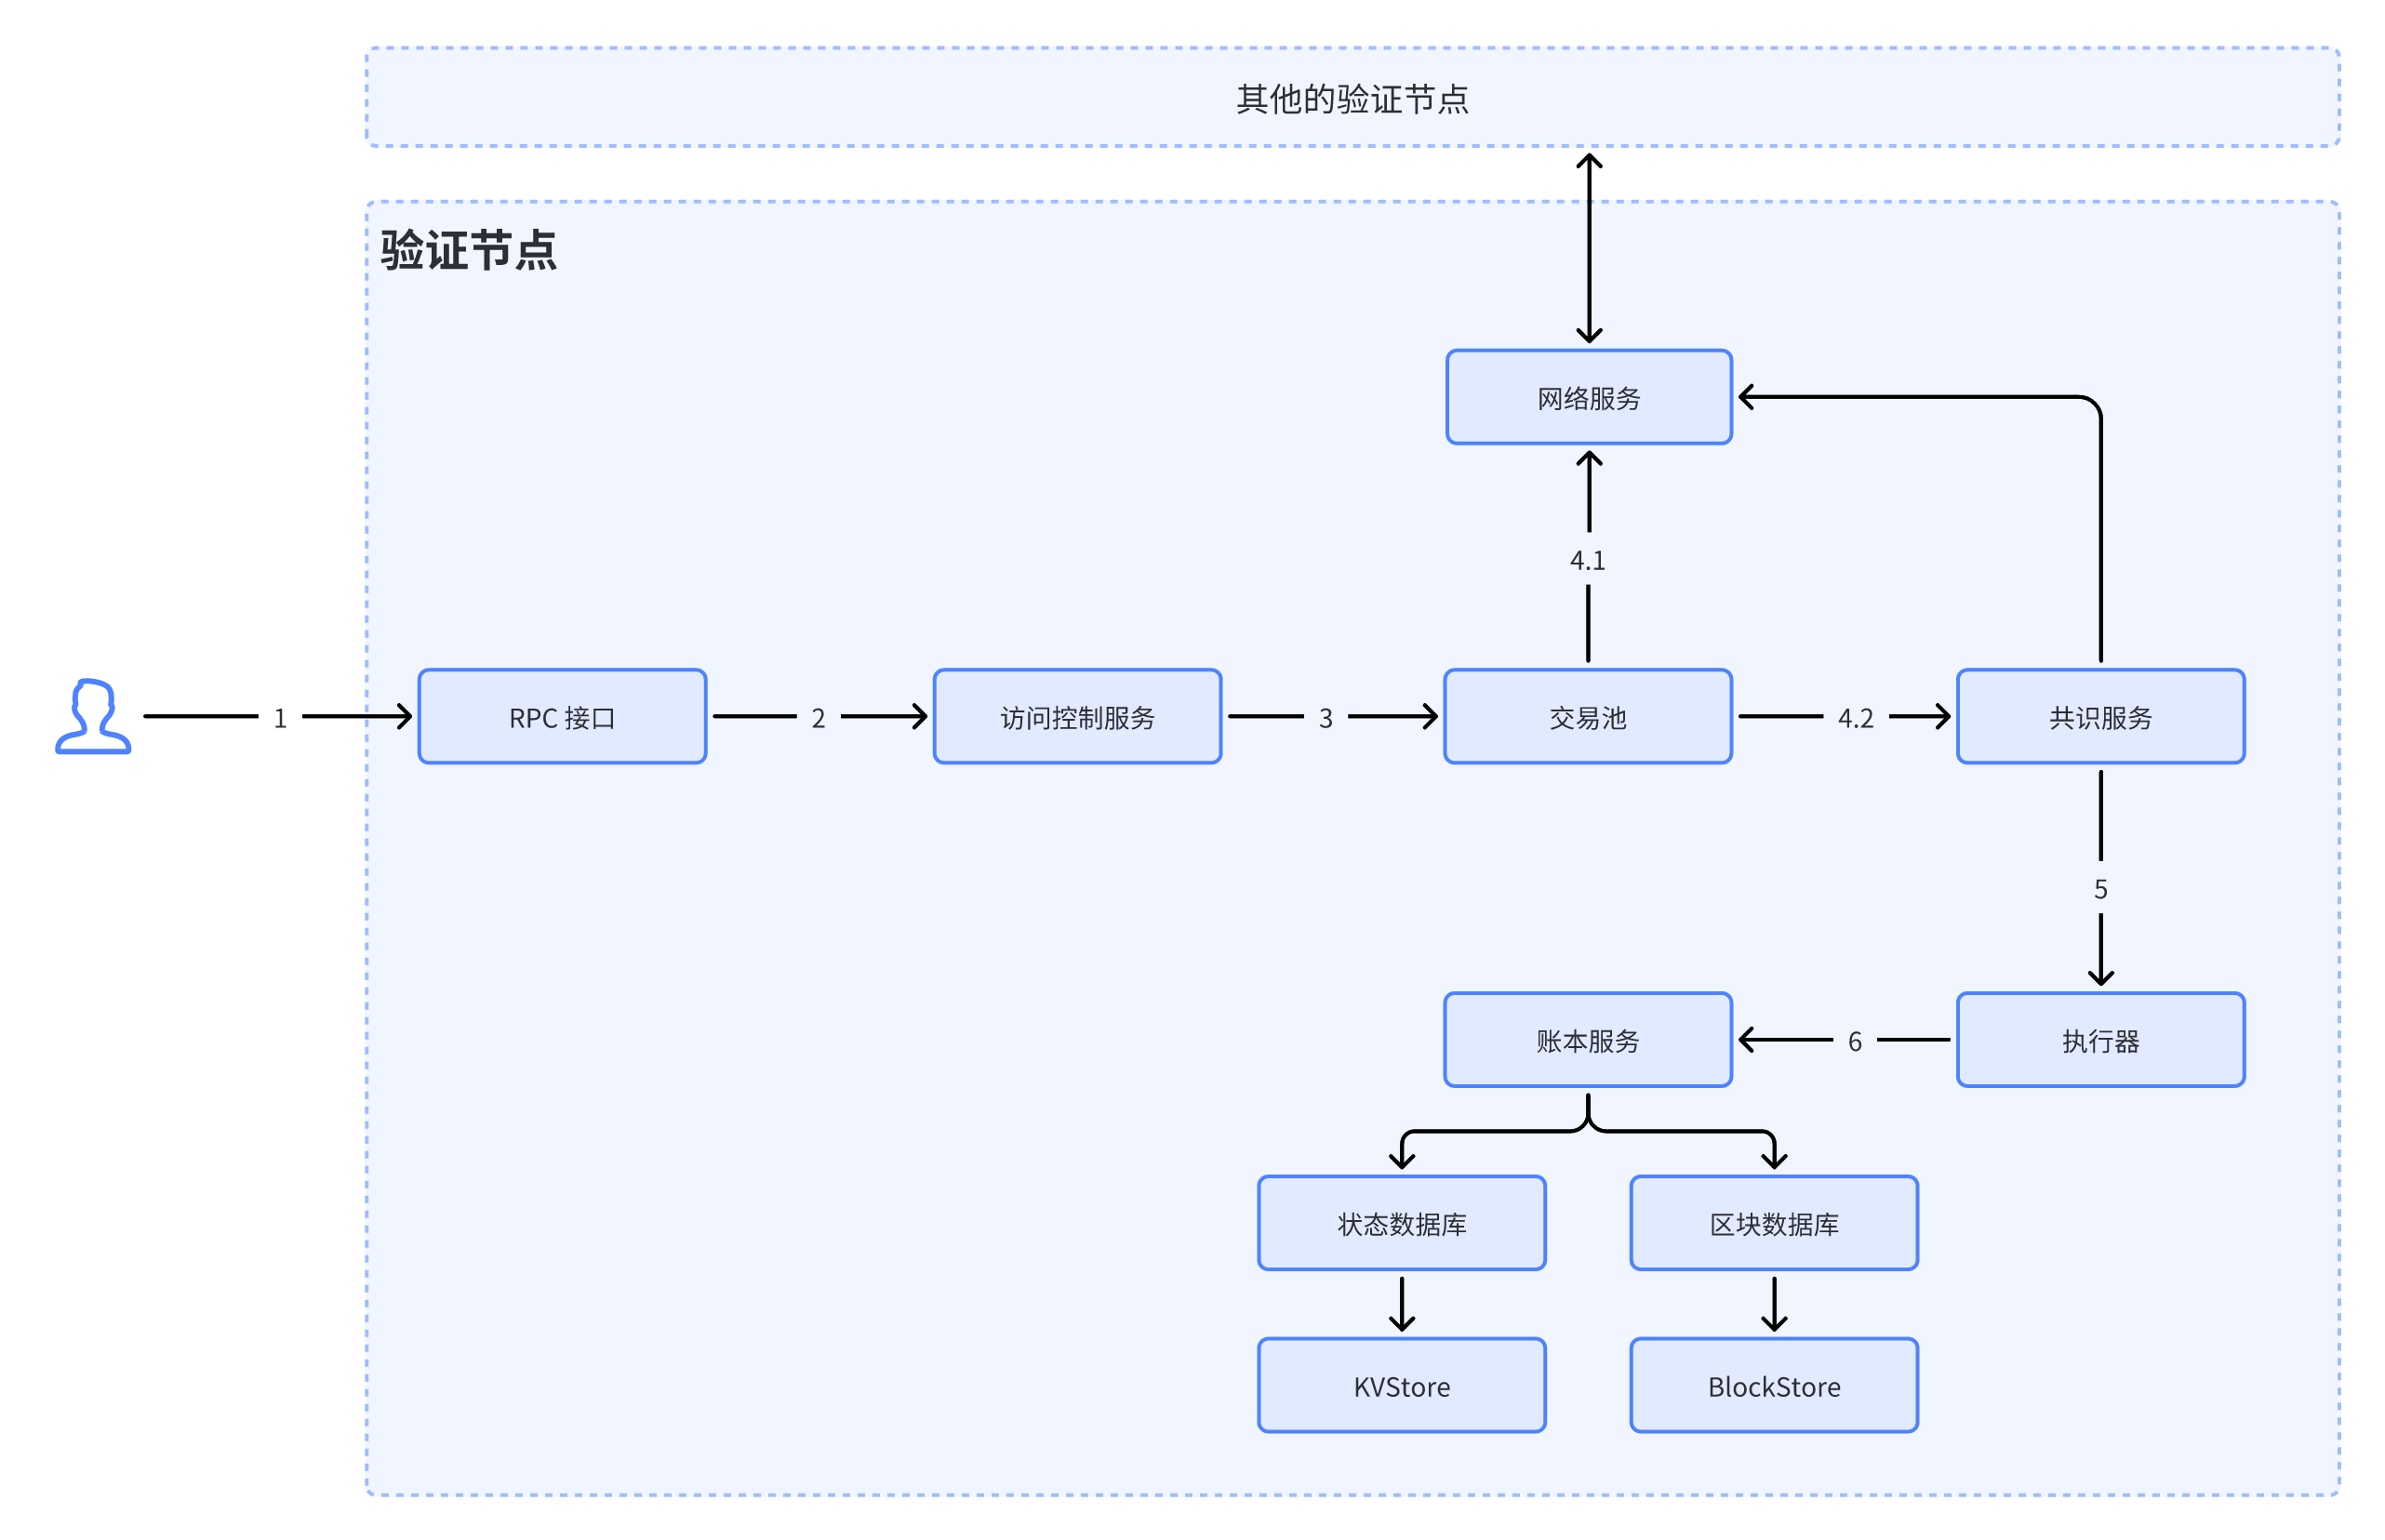 其他的验证节点
验证节点
网络服务
4.1
1
RPC 接口
2
访问控制服务
3
交易池
4.2
共识服务
5
账本服务
6
执行器
状态数据库
区块数据库
KVStore
BlockStore